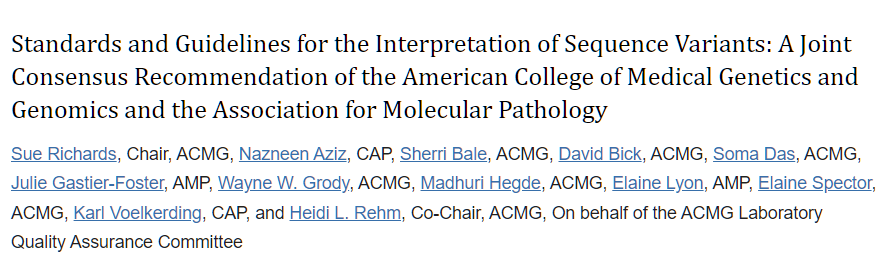 Standards and Guidelines for the Interpretation of Sequence Variants: A Joint
Consensus Recommendation of the American College of Medical Genetics and
Genomics and the Association for Molecular Pathology
Sue Richards, Chair, ACMG, Nazneen Aziz, CAP, Sherri Bale, ACMG, David Bick, ACMG, Soma Das, ACMG,
Julie Gastier-Foster, AMP, Wayne W. Grody, ACMG, Madhuri Hegde, ACMG, Elaine Lyon, AMP, Elaine Spector,
ACMG, Karl Voelkerding, CAP, and Heidi L. Rehm, Co-Chair, ACMG, On behalf of the ACMG Laboratory
Quality Assurance Committee